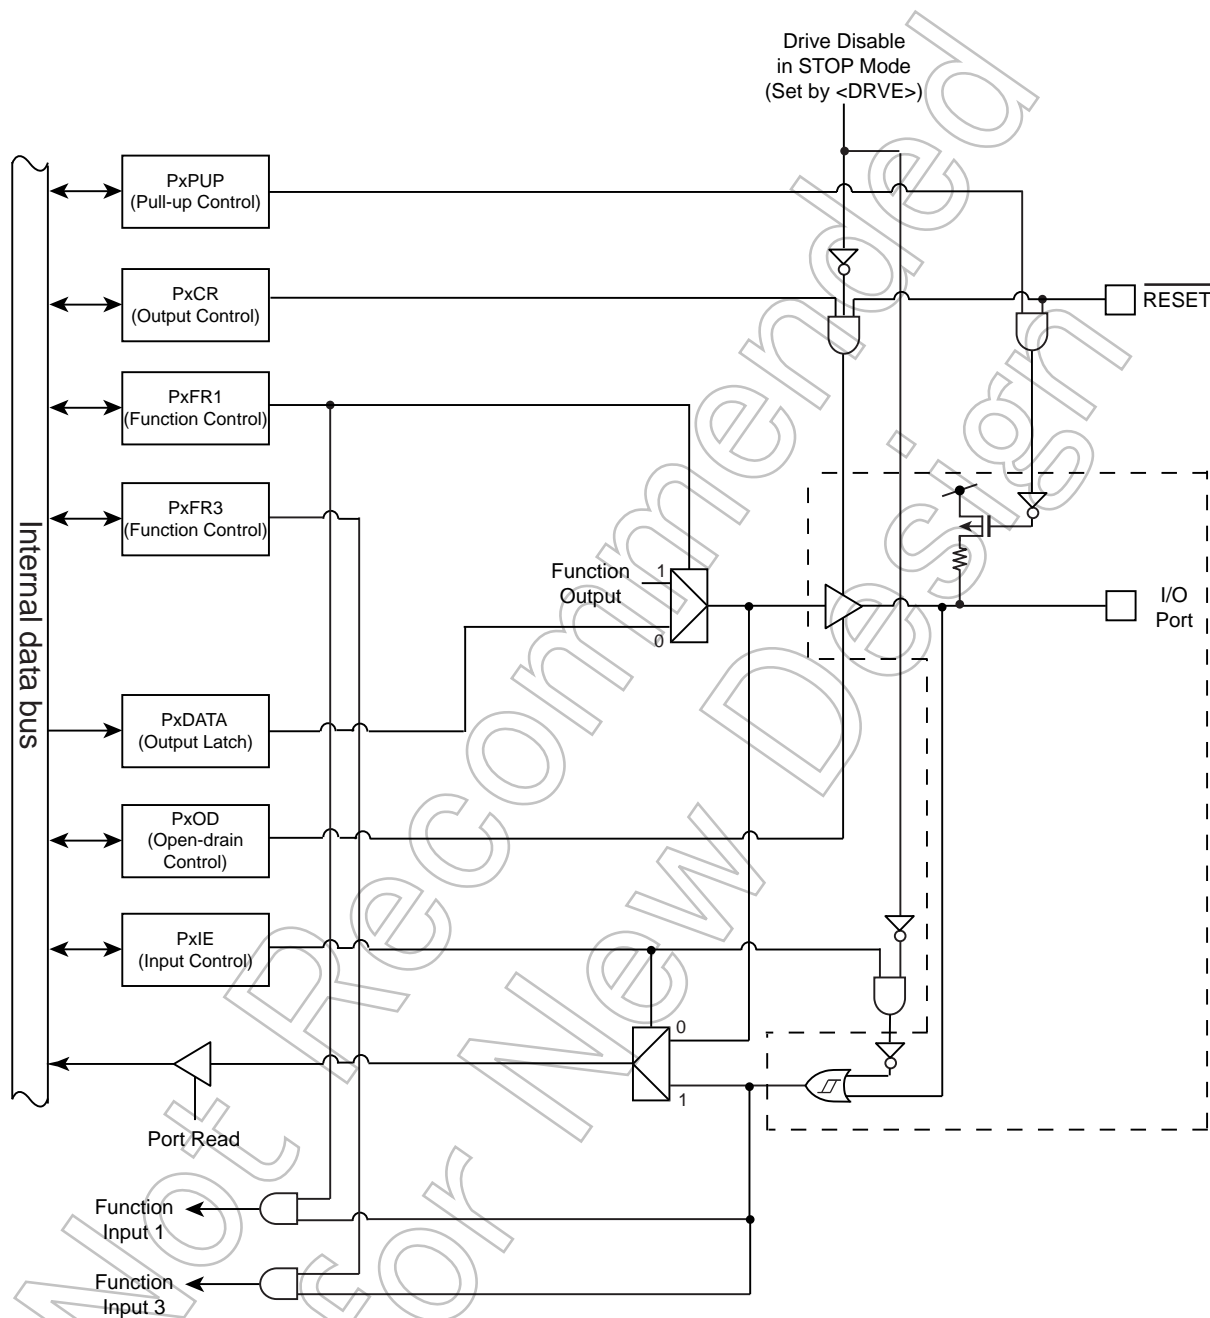 Drive Disable
in STOP Mode
(Set by <DRVE>)
PxPUP
(Pull-up Control)
PxCR
(Output Control)
RESET
PxFR1
(Function Control)
PxFR3
(Function Control)
Internal data bus
Function
Output
1
0
I/O
Port
PxDATA
(Output Latch)
PxOD
(Open-drain
Control)
PxIE
(Input Control)
0
1
Port Read
Function
Input 1
Function
Input 3
Not Recommended
for New Design